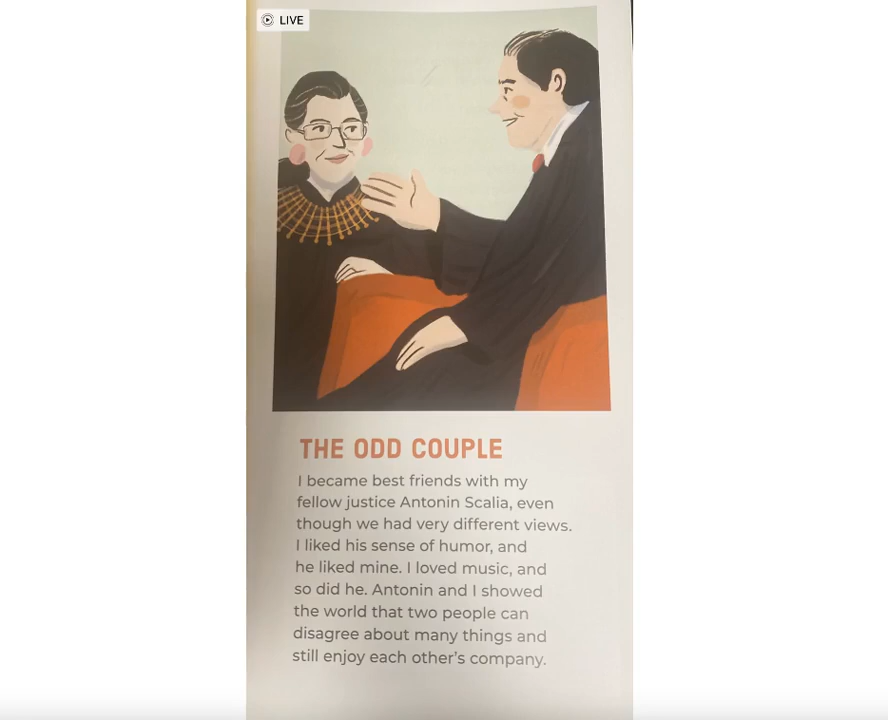 LIVE
THE ODD COUPLE
I became best friends with my
fellow justice Antonin Scalia, even
though we had very different views.
I liked his sense of humor, and
he liked mine. I loved music, and
so did he. Antonin and I showed
the world that two people can
disagree about many things and
still enjoy each other's company.